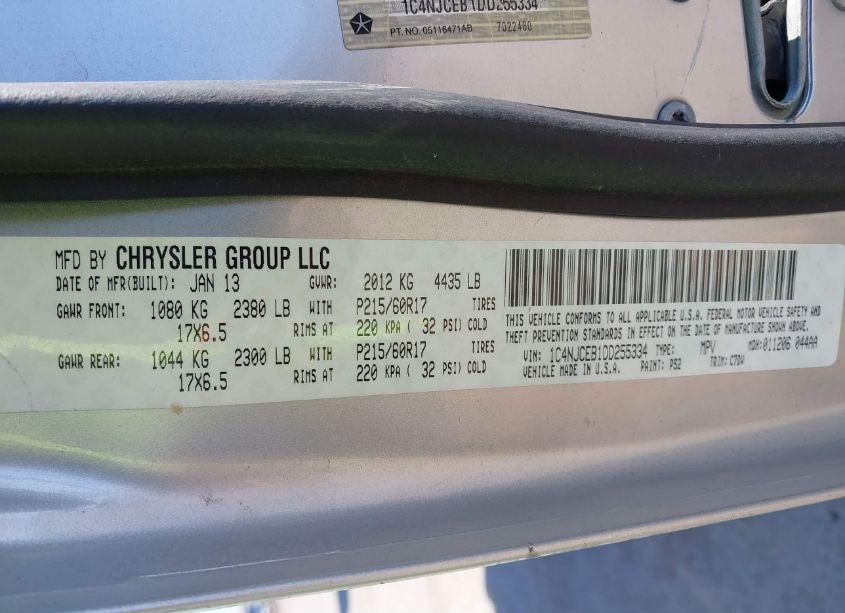 1C4NJCEB1DD255334
PT. NO. 05116471AB 7022460
MFD BY CHRYSLER GROUP LLC
DATE OF MFR(BUILT): JAN 13 GVWR: 2012 KG 4435 LB
GAWR FRONT: 1080 KG 2380 LB WITH P215/60R17 TIRES
17X6.5 RIMS AT 220 KPA ( 32 PSI) COLD
GAWR REAR: 1044 KG 2300 LB WITH P215/60R17 TIRES
17X6.5 RIMS AT 220 KPA ( 32 PSI) COLD
THIS VEHICLE CONFORMS TO ALL APPLICABLE U.S.A. FEDERAL MOTOR VEHICLE SAFETY AND
THEFT PREVENTION STANDARDS IN EFFECT ON THE DATE OF MANUFACTURE SHOWN ABOVE.
VIN: 1C4NJCEB1DD255334 TYPE: MPV MDH: 011206 044AA
VEHICLE MADE IN U.S.A. PAINT: PS2 TRIM: C7DV